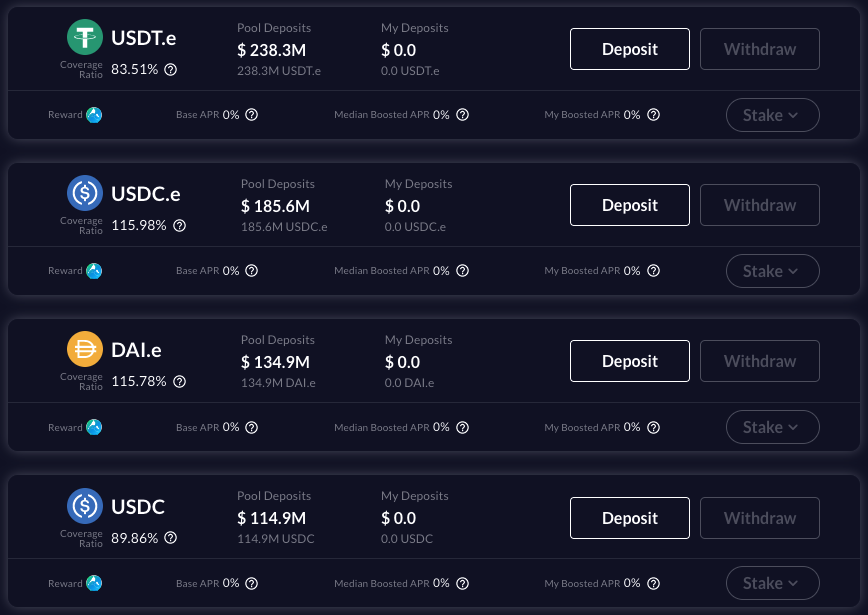 USDT.e
Coverage Ratio 83.51%
Pool Deposits
$ 238.3M
238.3M USDT.e
My Deposits
$ 0.0
0.0 USDT.e
Deposit
Withdraw
Reward
Base APR 0%
Median Boosted APR 0%
My Boosted APR 0%
Stake
USDC.e
Coverage Ratio 115.98%
Pool Deposits
$ 185.6M
185.6M USDC.e
My Deposits
$ 0.0
0.0 USDC.e
Deposit
Withdraw
Reward
Base APR 0%
Median Boosted APR 0%
My Boosted APR 0%
Stake
DAI.e
Coverage Ratio 115.78%
Pool Deposits
$ 134.9M
134.9M DAI.e
My Deposits
$ 0.0
0.0 DAI.e
Deposit
Withdraw
Reward
Base APR 0%
Median Boosted APR 0%
My Boosted APR 0%
Stake
USDC
Coverage Ratio 89.86%
Pool Deposits
$ 114.9M
114.9M USDC
My Deposits
$ 0.0
0.0 USDC
Deposit
Withdraw
Reward
Base APR 0%
Median Boosted APR 0%
My Boosted APR 0%
Stake